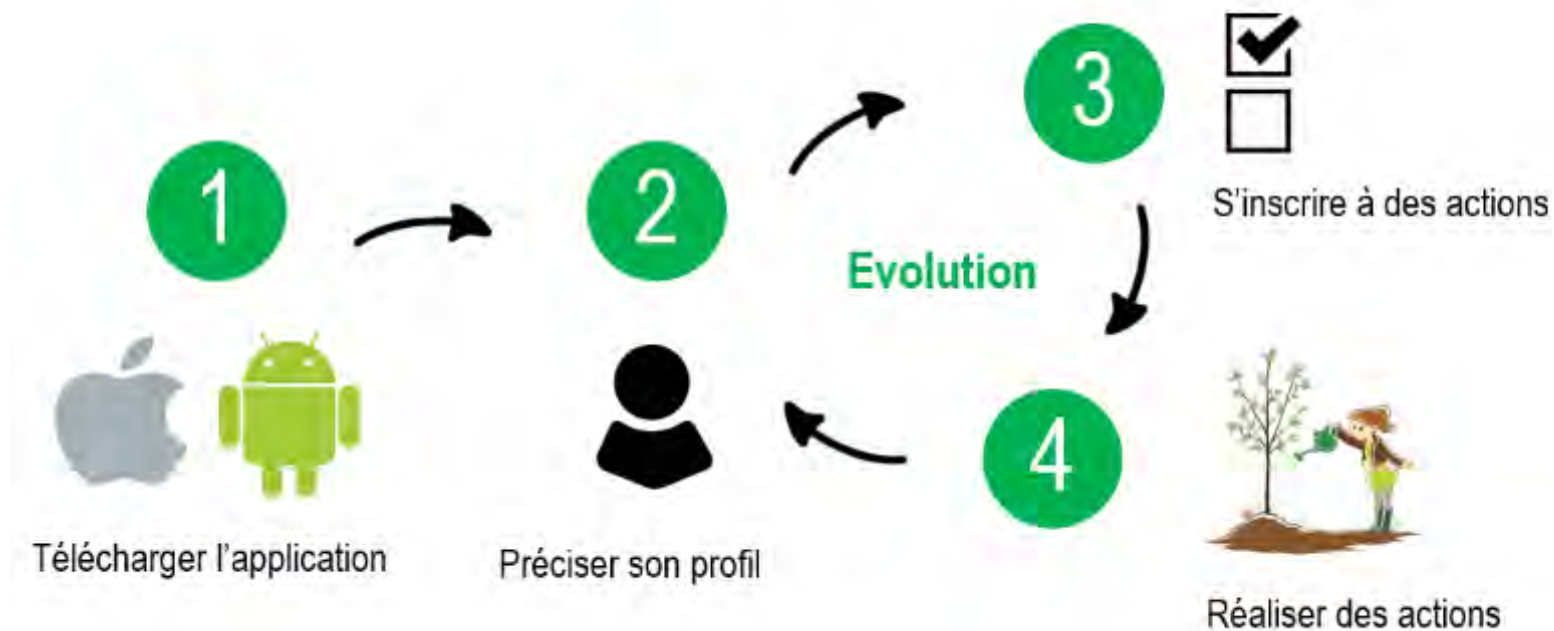 1
Télécharger l'application
2
Préciser son profil
Evolution
3
S'inscrire à des actions
4
Réaliser des actions